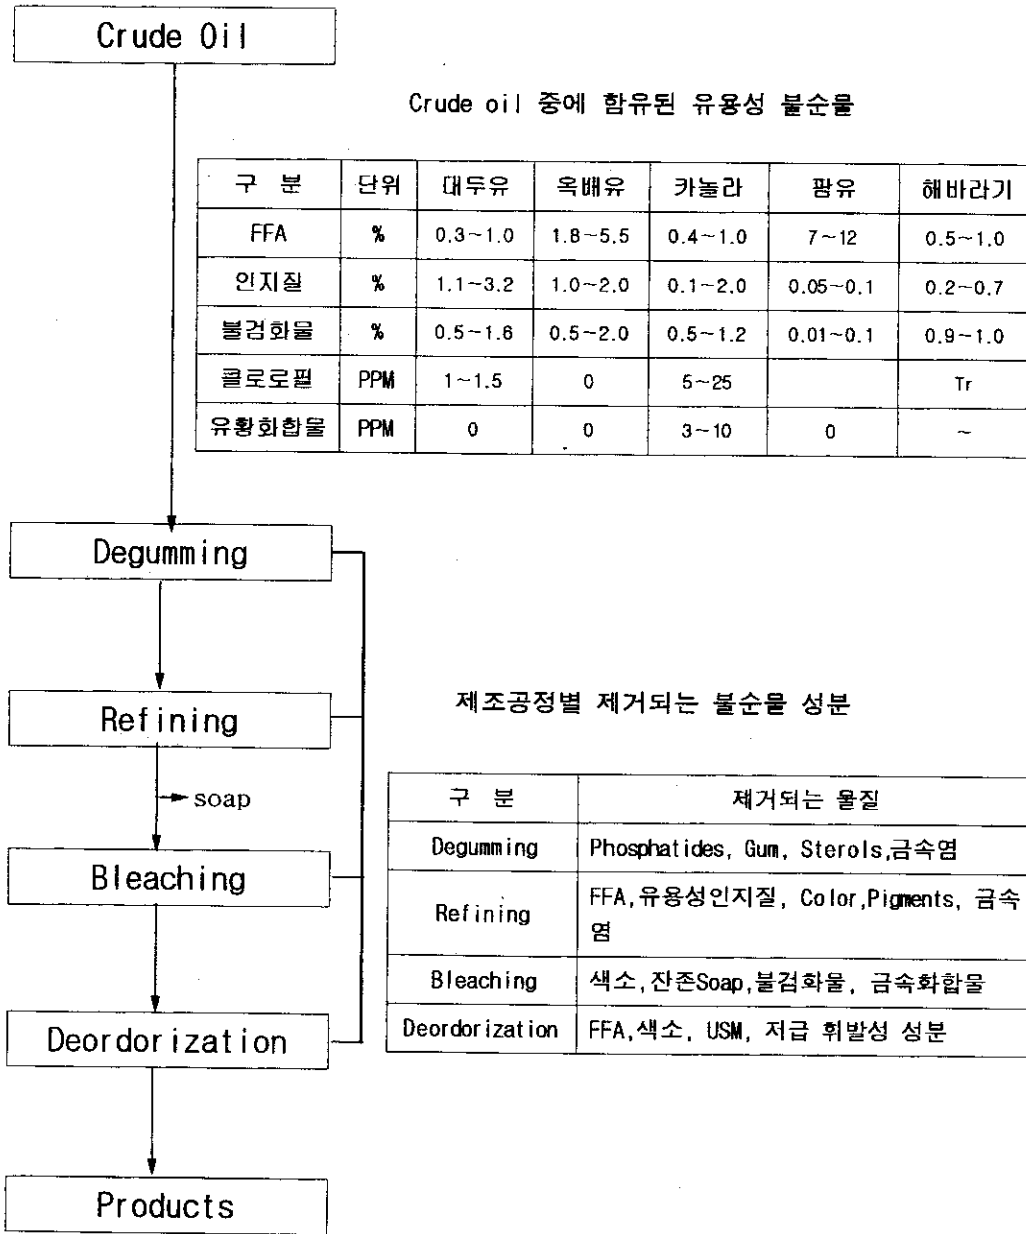 Crude Oil
Crude oil 중에 함유된 유용성 불순물
구 분 단위 대두유 옥배유 카놀라 팜유 해바라기
FFA % 0.3~1.0 1.8~5.5 0.4~1.0 7~12 0.5~1.0
인지질 % 1.1~3.2 1.0~2.0 0.1~2.0 0.05~0.1 0.2~0.7
불검화물 % 0.5~1.6 0.5~2.0 0.5~1.2 0.01~0.1 0.9~1.0
클로로필 PPM 1~1.5 0 5~25 Tr
유황화합물 PPM 0 0 3~10 0 ~
Degumming
Refining
soap
Bleaching
Deordorization
Products
제조공정별 제거되는 불순물 성분
구 분 제거되는 물질
Degumming Phosphatides, Gum, Sterols,금속염
Refining FFA,유용성인지질, Color,Pigments, 금속
염
Bleaching 색소,잔존Soap,불검화물, 금속화합물
Deordorization FFA,색소, USM, 저급 휘발성 성분